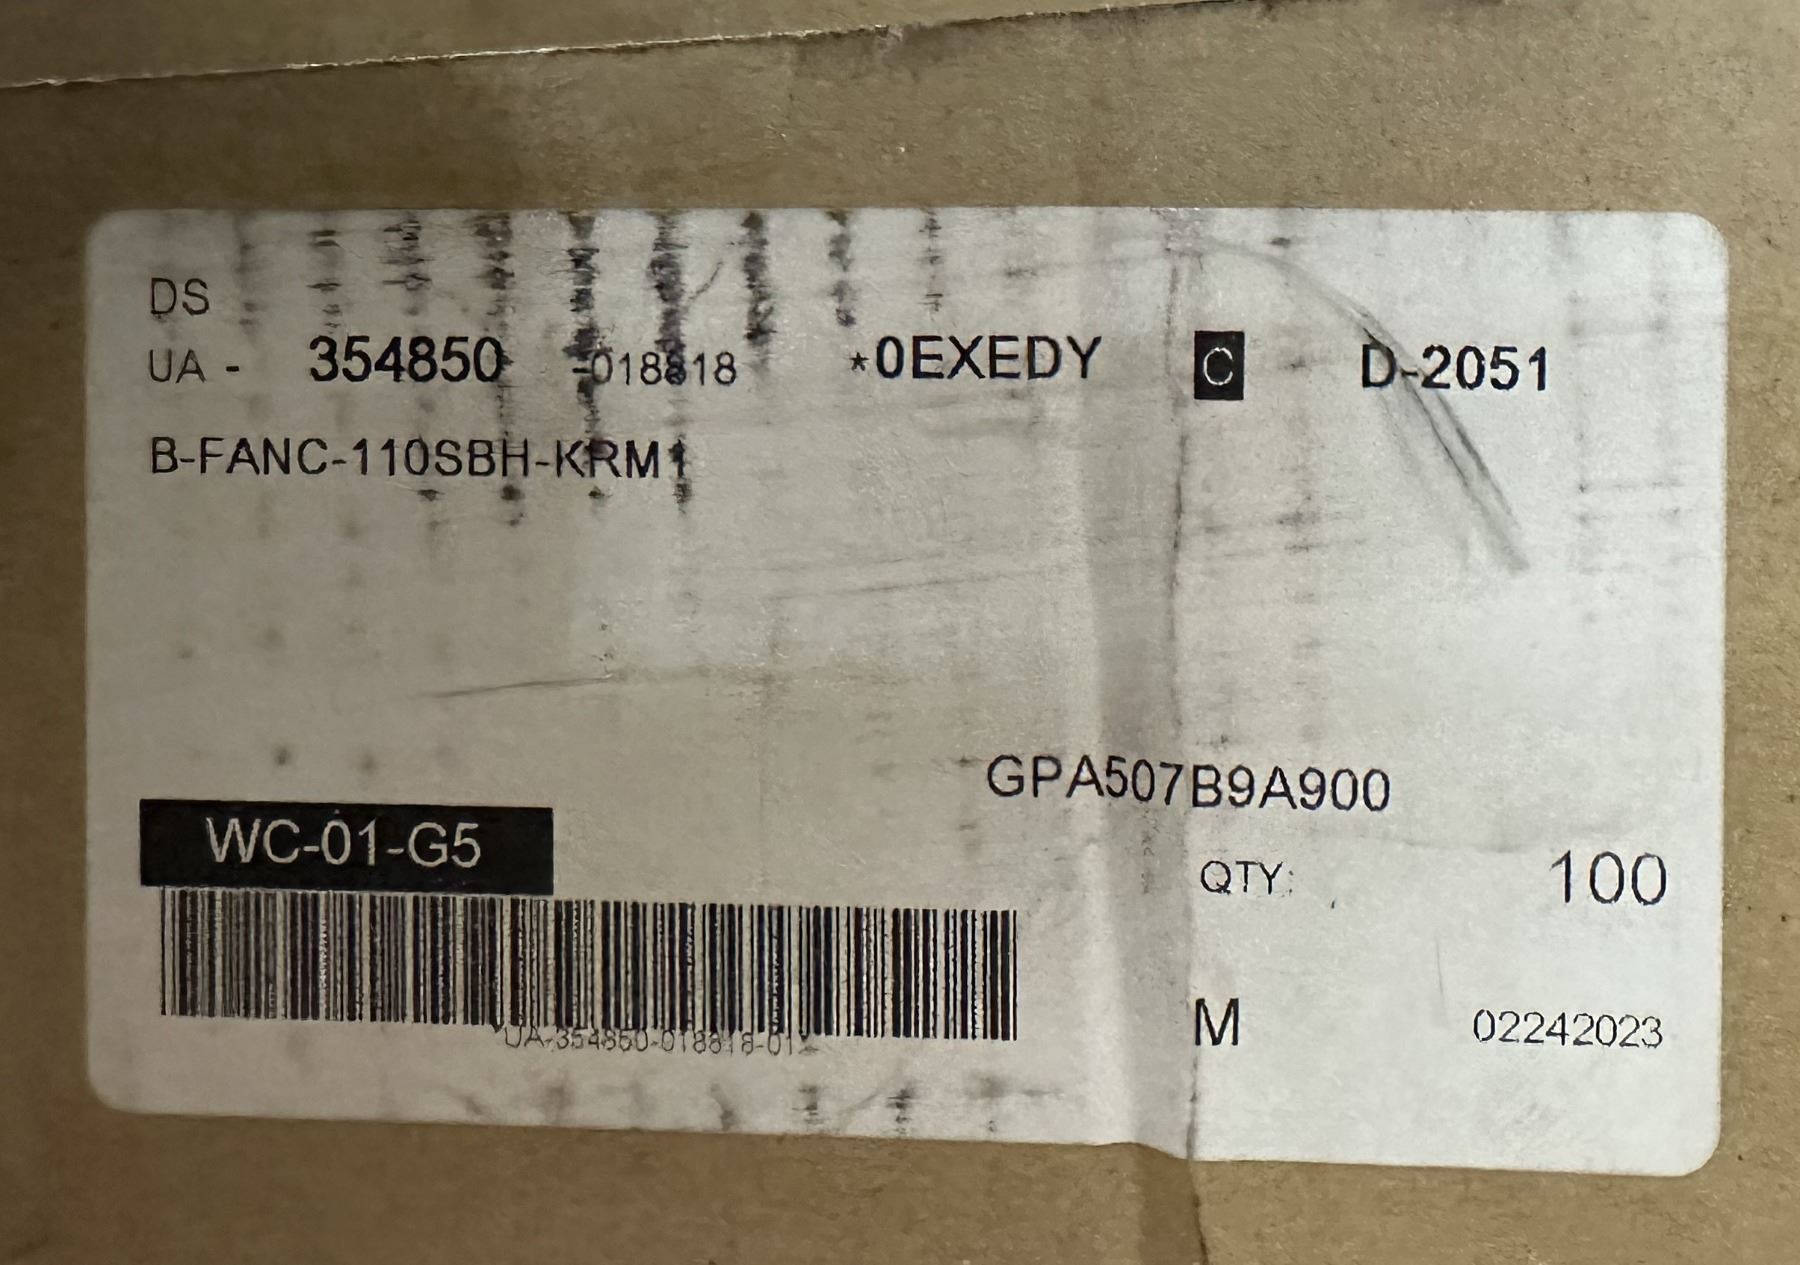 DS
UA - 354850 -018818 *0EXEDY C D-2051
B-FANC-110SBH-KRM1
GPA507B9A900
WC-01-G5
QTY: 100
*UA-354850-018818-01*
M 02242023